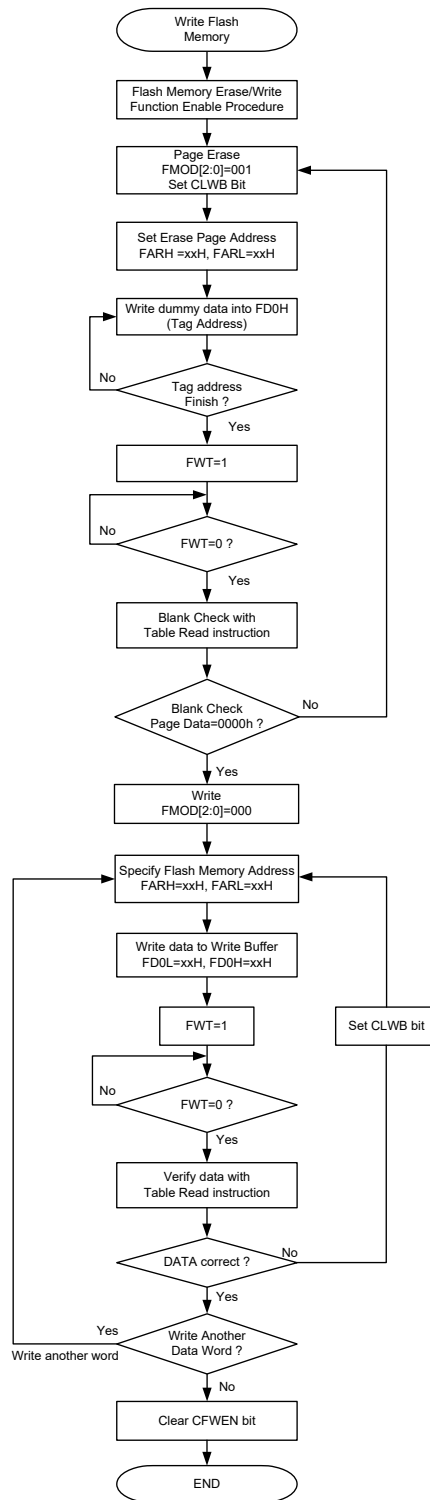 Write Flash
Memory
Flash Memory Erase/Write
Function Enable Procedure
Page Erase
FMOD[2:0]=001
Set CLWB Bit
Set Erase Page Address
FARH =xxH, FARL=xxH
Write dummy data into FD0H
(Tag Address)
No
Tag address
Finish ?
Yes
FWT=1
No
FWT=0 ?
Yes
Blank Check with
Table Read instruction
No
Blank Check
Page Data=0000h ?
Yes
Write
FMOD[2:0]=000
Specify Flash Memory Address
FARH=xxH, FARL=xxH
Write data to Write Buffer
FD0L=xxH, FD0H=xxH
FWT=1
Set CLWB bit
No
FWT=0 ?
Yes
Verify data with
Table Read instruction
DATA correct ?
No
Yes
Yes
Write another word
Write Another
Data Word ?
No
Clear CFWEN bit
END